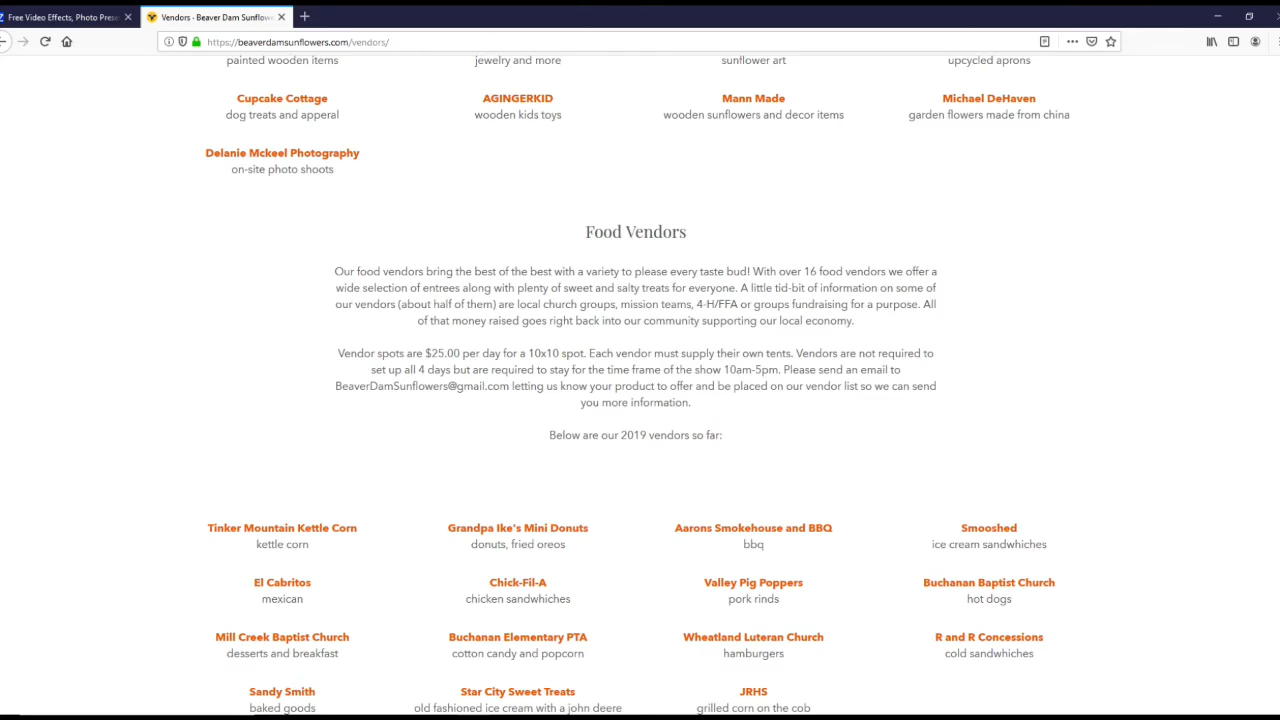 Free Video Effects, Photo Prese
Vendors - Beaver Dam Sunflow
https://beaverdamsunflowers.com/vendors/
painted wooden items
jewelry and more
sunflower art
upcycled aprons
Cupcake Cottage
dog treats and apperal
AGINGERKID
wooden kids toys
Mann Made
wooden sunflowers and decor items
Michael DeHaven
garden flowers made from china
Delanie Mckeel Photography
on-site photo shoots
Food Vendors
Our food vendors bring the best of the best with a variety to please every taste bud! With over 16 food vendors we offer a
wide selection of entrees along with plenty of sweet and salty treats for everyone. A little tid-bit of information on some of
our vendors (about half of them) are local church groups, mission teams, 4-H/FFA or groups fundraising for a purpose. All
of that money raised goes right back into our community supporting our local economy.
Vendor spots are $25.00 per day for a 10x10 spot. Each vendor must supply their own tents. Vendors are not required to
set up all 4 days but are required to stay for the time frame of the show 10am-5pm. Please send an email to
BeaverDamSunflowers@gmail.com letting us know your product to offer and be placed on our vendor list so we can send
you more information.
Below are our 2019 vendors so far:
Tinker Mountain Kettle Corn
kettle corn
Grandpa Ike's Mini Donuts
donuts, fried oreos
Aarons Smokehouse and BBQ
bbq
Smooshed
ice cream sandwhiches
El Cabritos
mexican
Chick-Fil-A
chicken sandwhiches
Valley Pig Poppers
pork rinds
Buchanan Baptist Church
hot dogs
Mill Creek Baptist Church
desserts and breakfast
Buchanan Elementary PTA
cotton candy and popcorn
Wheatland Luteran Church
hamburgers
R and R Concessions
cold sandwhiches
Sandy Smith
baked goods
Star City Sweet Treats
old fashioned ice cream with a john deere
JRHS
grilled corn on the cob